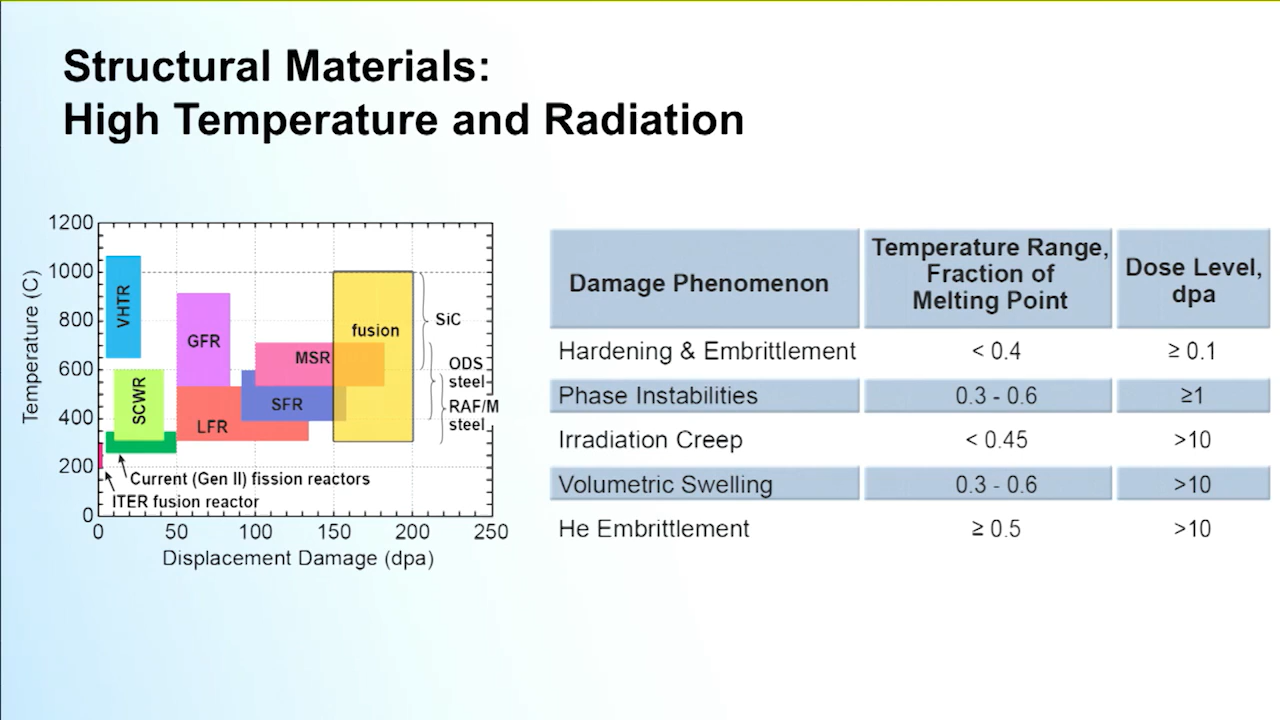 Structural Materials:
High Temperature and Radiation
1200
1000
800
600
400
200
0
Temperature (C)
VHTR
SCWR
GFR
LFR
SFR
MSR
fusion
SiC
ODS
steel
RAF/M
steel
Current (Gen II) fission reactors
ITER fusion reactor
0 50 100 150 200 250
Displacement Damage (dpa)
Damage Phenomenon
Temperature Range,
Fraction of
Melting Point
Dose Level,
dpa
Hardening & Embrittlement < 0.4 ≥ 0.1
Phase Instabilities 0.3 - 0.6 ≥1
Irradiation Creep < 0.45 >10
Volumetric Swelling 0.3 - 0.6 >10
He Embrittlement ≥ 0.5 >10